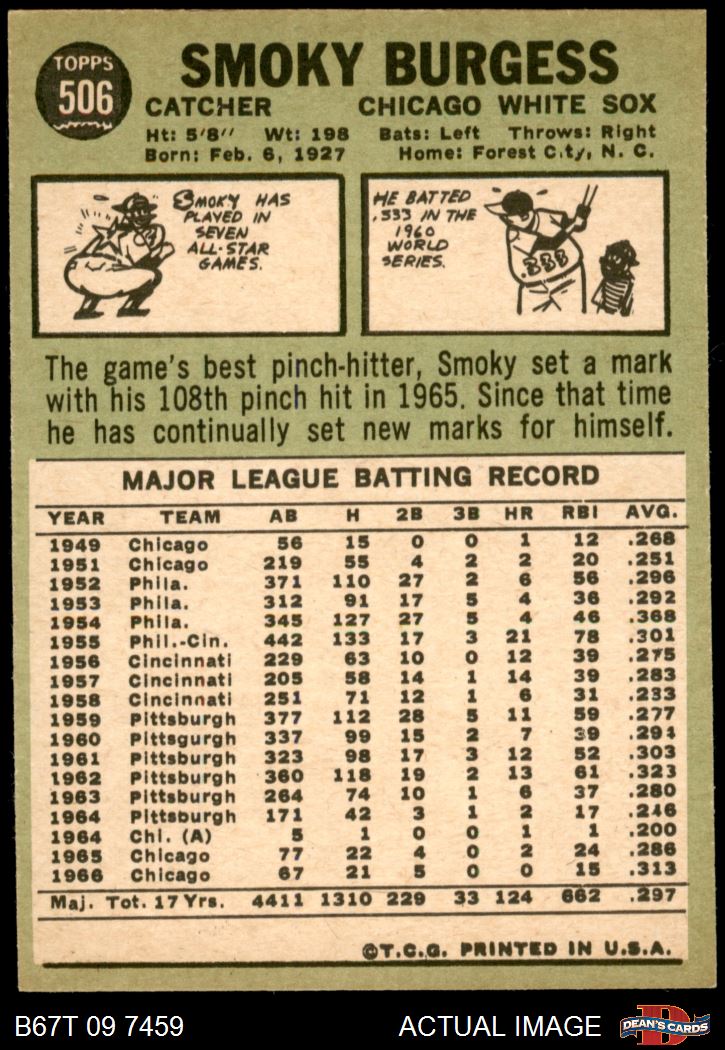 TOPPS
506
SMOKY BURGESS
CATCHER CHICAGO WHITE SOX
Ht: 5'8" Wt: 198 Bats: Left Throws: Right
Born: Feb. 6, 1927 Home: Forest City, N. C.
SMOKY HAS
PLAYED IN
SEVEN
ALL-STAR
GAMES.
HE BATTED
.333 IN THE
1960
WORLD
SERIES.
The game's best pinch-hitter, Smoky set a mark
with his 108th pinch hit in 1965. Since that time
he has continually set new marks for himself.
MAJOR LEAGUE BATTING RECORD
YEAR TEAM AB H 2B 3B HR RBI AVG.
1949 Chicago 56 15 0 0 1 12 .268
1951 Chicago 219 55 4 2 2 20 .251
1952 Phila. 371 110 27 2 6 56 .296
1953 Phila. 312 91 17 5 4 36 .292
1954 Phila. 345 127 27 5 4 46 .368
1955 Phil.-Cin. 442 133 17 3 21 78 .301
1956 Cincinnati 229 63 10 0 12 39 .275
1957 Cincinnati 205 58 14 1 14 39 .283
1958 Cincinnati 251 71 12 1 6 31 .233
1959 Pittsburgh 377 112 28 5 11 59 .277
1960 Pittsgurgh 337 99 15 2 7 39 .294
1961 Pittsburgh 323 98 17 3 12 52 .303
1962 Pittsburgh 360 118 19 2 13 61 .323
1963 Pittsburgh 264 74 10 1 6 37 .280
1964 Pittsburgh 171 42 3 1 2 17 .246
1964 Chi. (A) 5 1 0 0 1 1 .200
1965 Chicago 77 22 4 0 2 24 .286
1966 Chicago 67 21 5 0 0 15 .313
Maj. Tot. 17 Yrs. 4411 1310 229 33 124 662 .297
©T.C.G. PRINTED IN U.S.A.
B67T 09 7459 ACTUAL IMAGE
DEAN'S CARDS